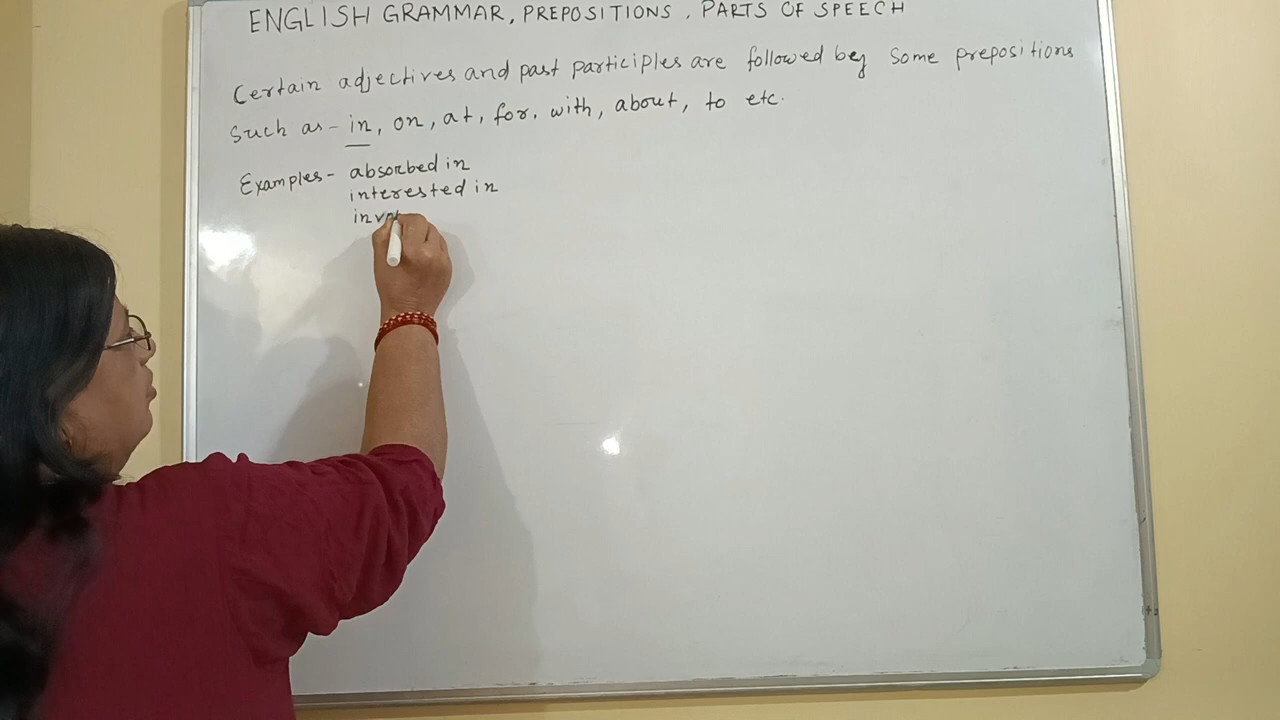 ENGLISH GRAMMAR, PREPOSITIONS, PARTS OF SPEECH
Certain adjectives and past participles are followed by some prepositions
Such as - in, on, at, for, with, about, to etc.
Examples - absorbed in
interested in